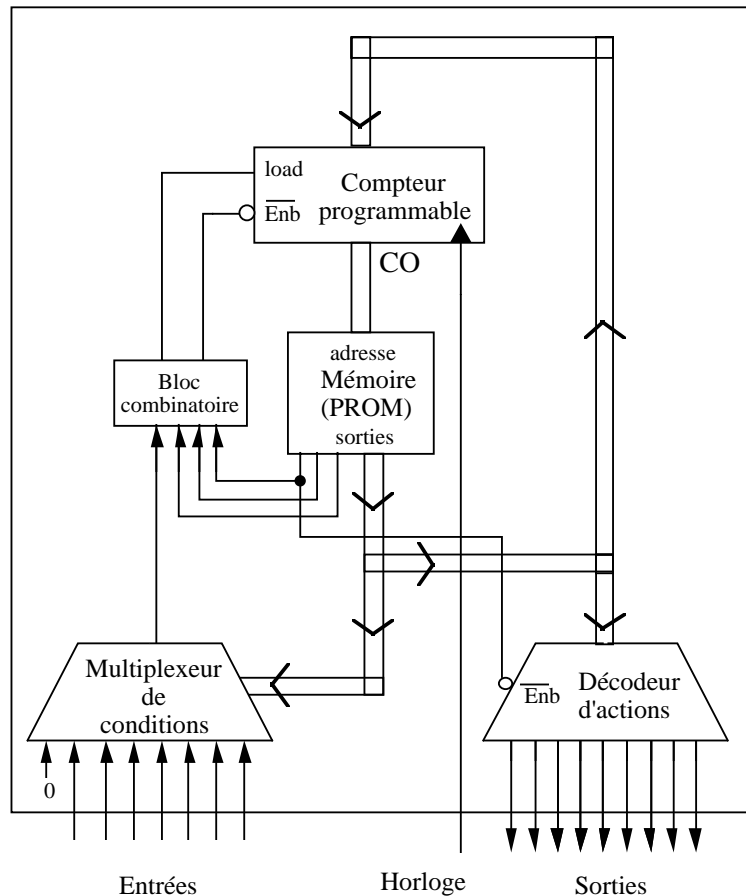 load
Enb
Compteur
programmable
CO
adresse
Mémoire
(PROM)
sorties
Bloc
combinatoire
Multiplexeur
de
conditions
0
Enb
Décodeur
d'actions
Entrées
Horloge
Sorties